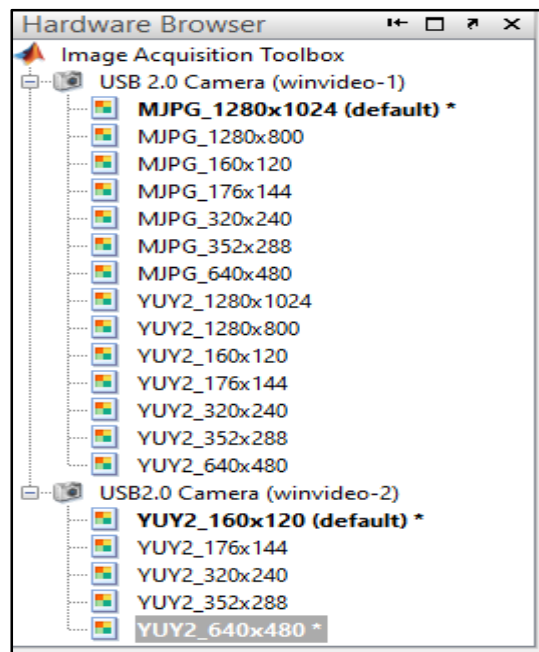 Hardware Browser
Image Acquisition Toolbox
USB 2.0 Camera (winvideo-1)
MJPG_1280x1024 (default) *
MJPG_1280x800
MJPG_160x120
MJPG_176x144
MJPG_320x240
MJPG_352x288
MJPG_640x480
YUY2_1280x1024
YUY2_1280x800
YUY2_160x120
YUY2_176x144
YUY2_320x240
YUY2_352x288
YUY2_640x480
USB2.0 Camera (winvideo-2)
YUY2_160x120 (default) *
YUY2_176x144
YUY2_320x240
YUY2_352x288
YUY2_640x480 *